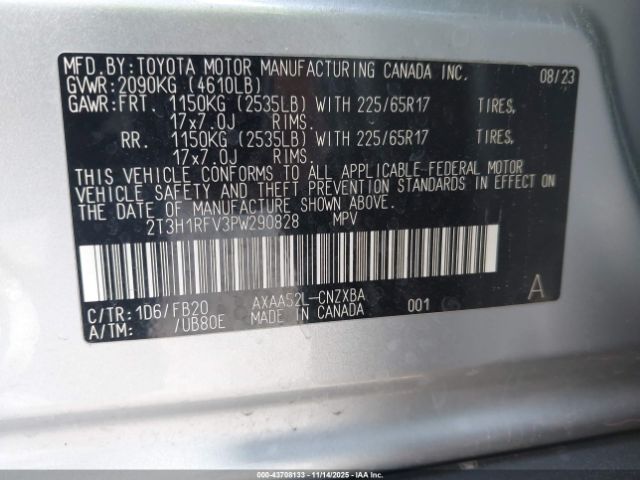 MFD. BY: TOYOTA MOTOR MANUFACTURING CANADA INC. 08/23
GVWR: 2090KG (4610LB)
GAWR: FRT. 1150KG (2535LB) WITH 225/65R17 TIRES,
17x7.0J RIMS.
RR. 1150KG (2535LB) WITH 225/65R17 TIRES,
17x7.0J RIMS.
THIS VEHICLE CONFORMS TO ALL APPLICABLE FEDERAL MOTOR
VEHICLE SAFETY AND THEFT PREVENTION STANDARDS IN EFFECT ON
THE DATE OF MANUFACTURE SHOWN ABOVE.
2T3H1RFV3PW290828 MPV
C/TR: 1D6/FB20 AXAA52L-CNZXBA 001 A
A/TM: /UB80E MADE IN CANADA
000-43708133 - 11/14/2025 - IAA, Inc.